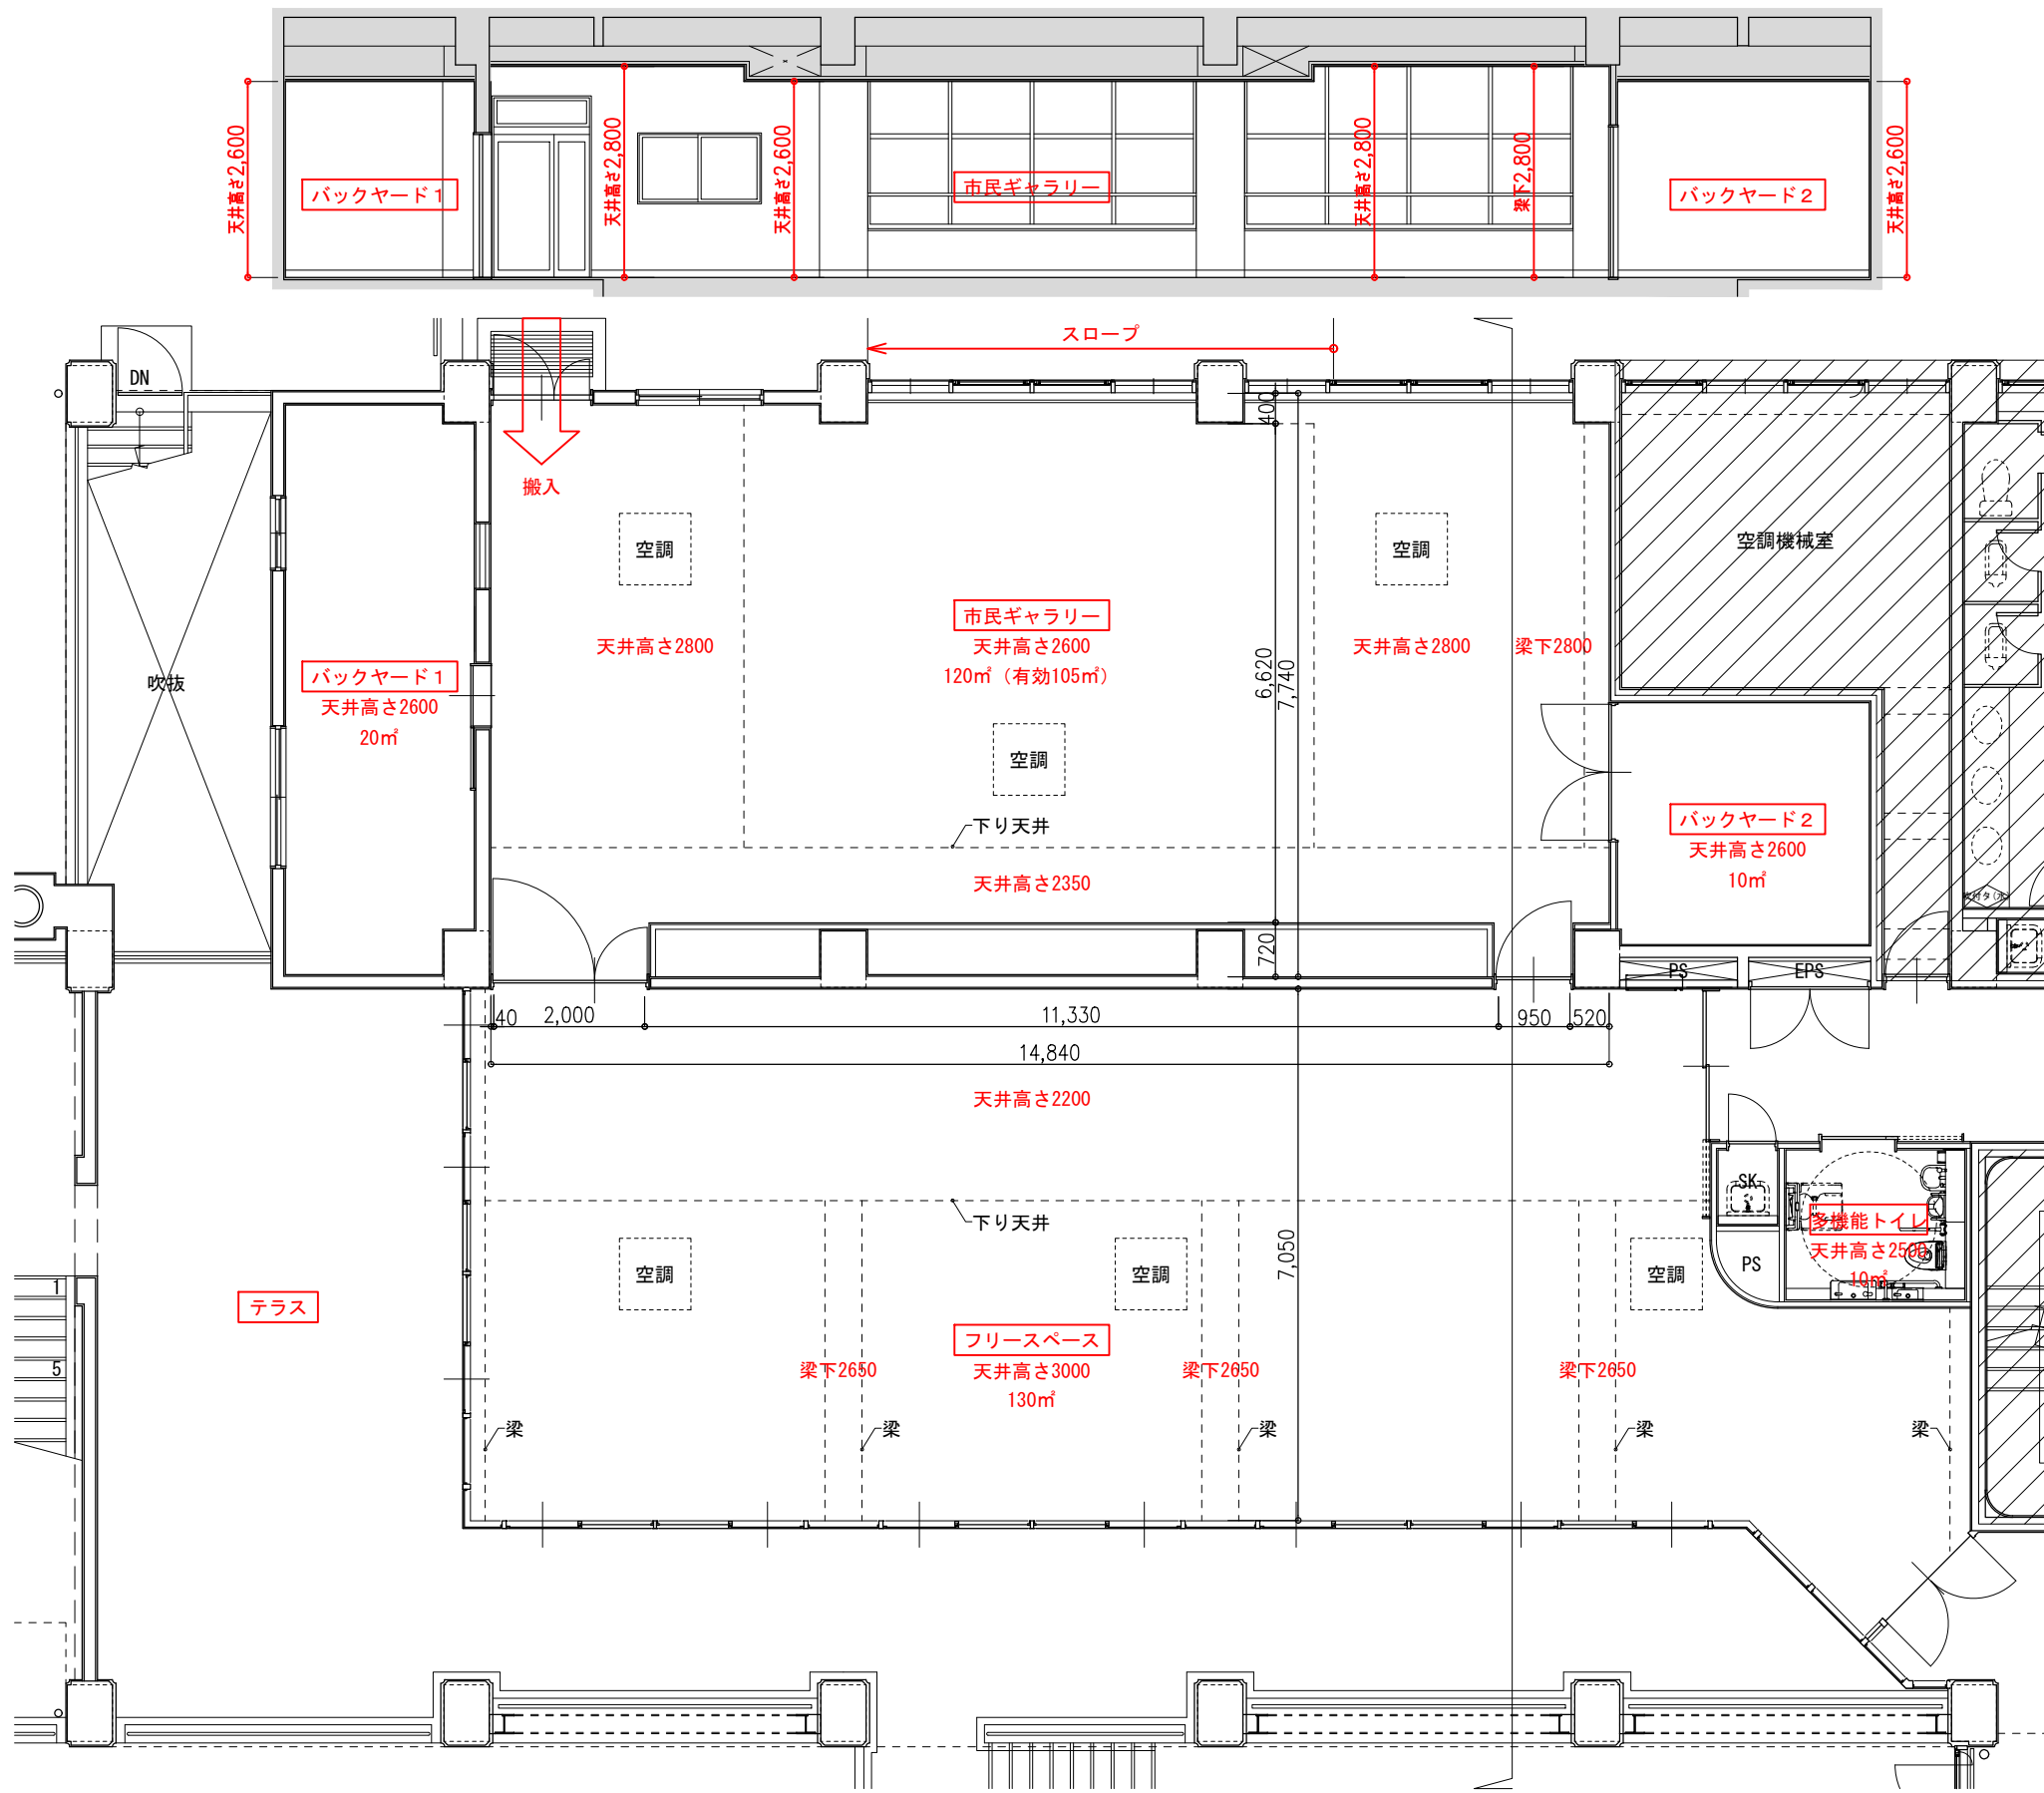 天井高さ2,600
バックヤード1
天井高さ2,800
天井高さ2,600
市民ギャラリー
天井高さ2,800
梁下2,800
バックヤード2
天井高さ2,600
スロープ
DN
搬入
400
空調
空調
空調機械室
市民ギャラリー
天井高さ2800
天井高さ2600
天井高さ2800
梁下2800
120㎡（有効105㎡）
6,620
7,740
吹抜
バックヤード1
天井高さ2600
20㎡
空調
下り天井
バックヤード2
天井高さ2600
10㎡
天井高さ2350
720
PS
EPS
40
2,000
11,330
950
520
14,840
天井高さ2200
SK
下り天井
多機能トイレ
天井高さ2500
10㎡
PS
7,050
空調
空調
空調
1
テラス
フリースペース
5
梁下2650
天井高さ3000
梁下2650
梁下2650
130㎡
梁
梁
梁
梁
梁